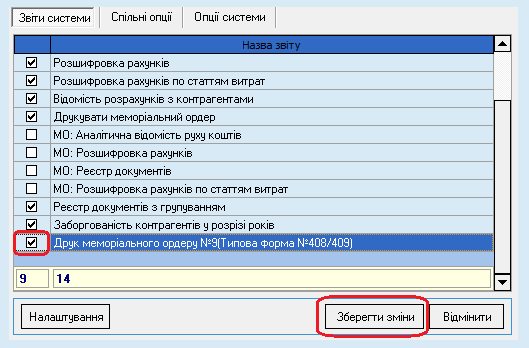 Звіти системи Спільні опції Опції системи
Назва звіту
Розшифровка рахунків
Розшифровка рахунків по статтям витрат
Відомість розрахунків з контрагентами
Друкувати меморіальний ордер
МО: Аналітична відомість руху коштів
МО: Розшифровка рахунків
МО: Реєстр документів
МО: Розшифровка рахунків по статтям витрат
Реєстр документів з групуванням
Заборгованість контрагентів у розрізі років
Друк меморіального ордеру №9(Типова форма №408/409)
9 14
Налаштування Зберегти зміни Відмінити